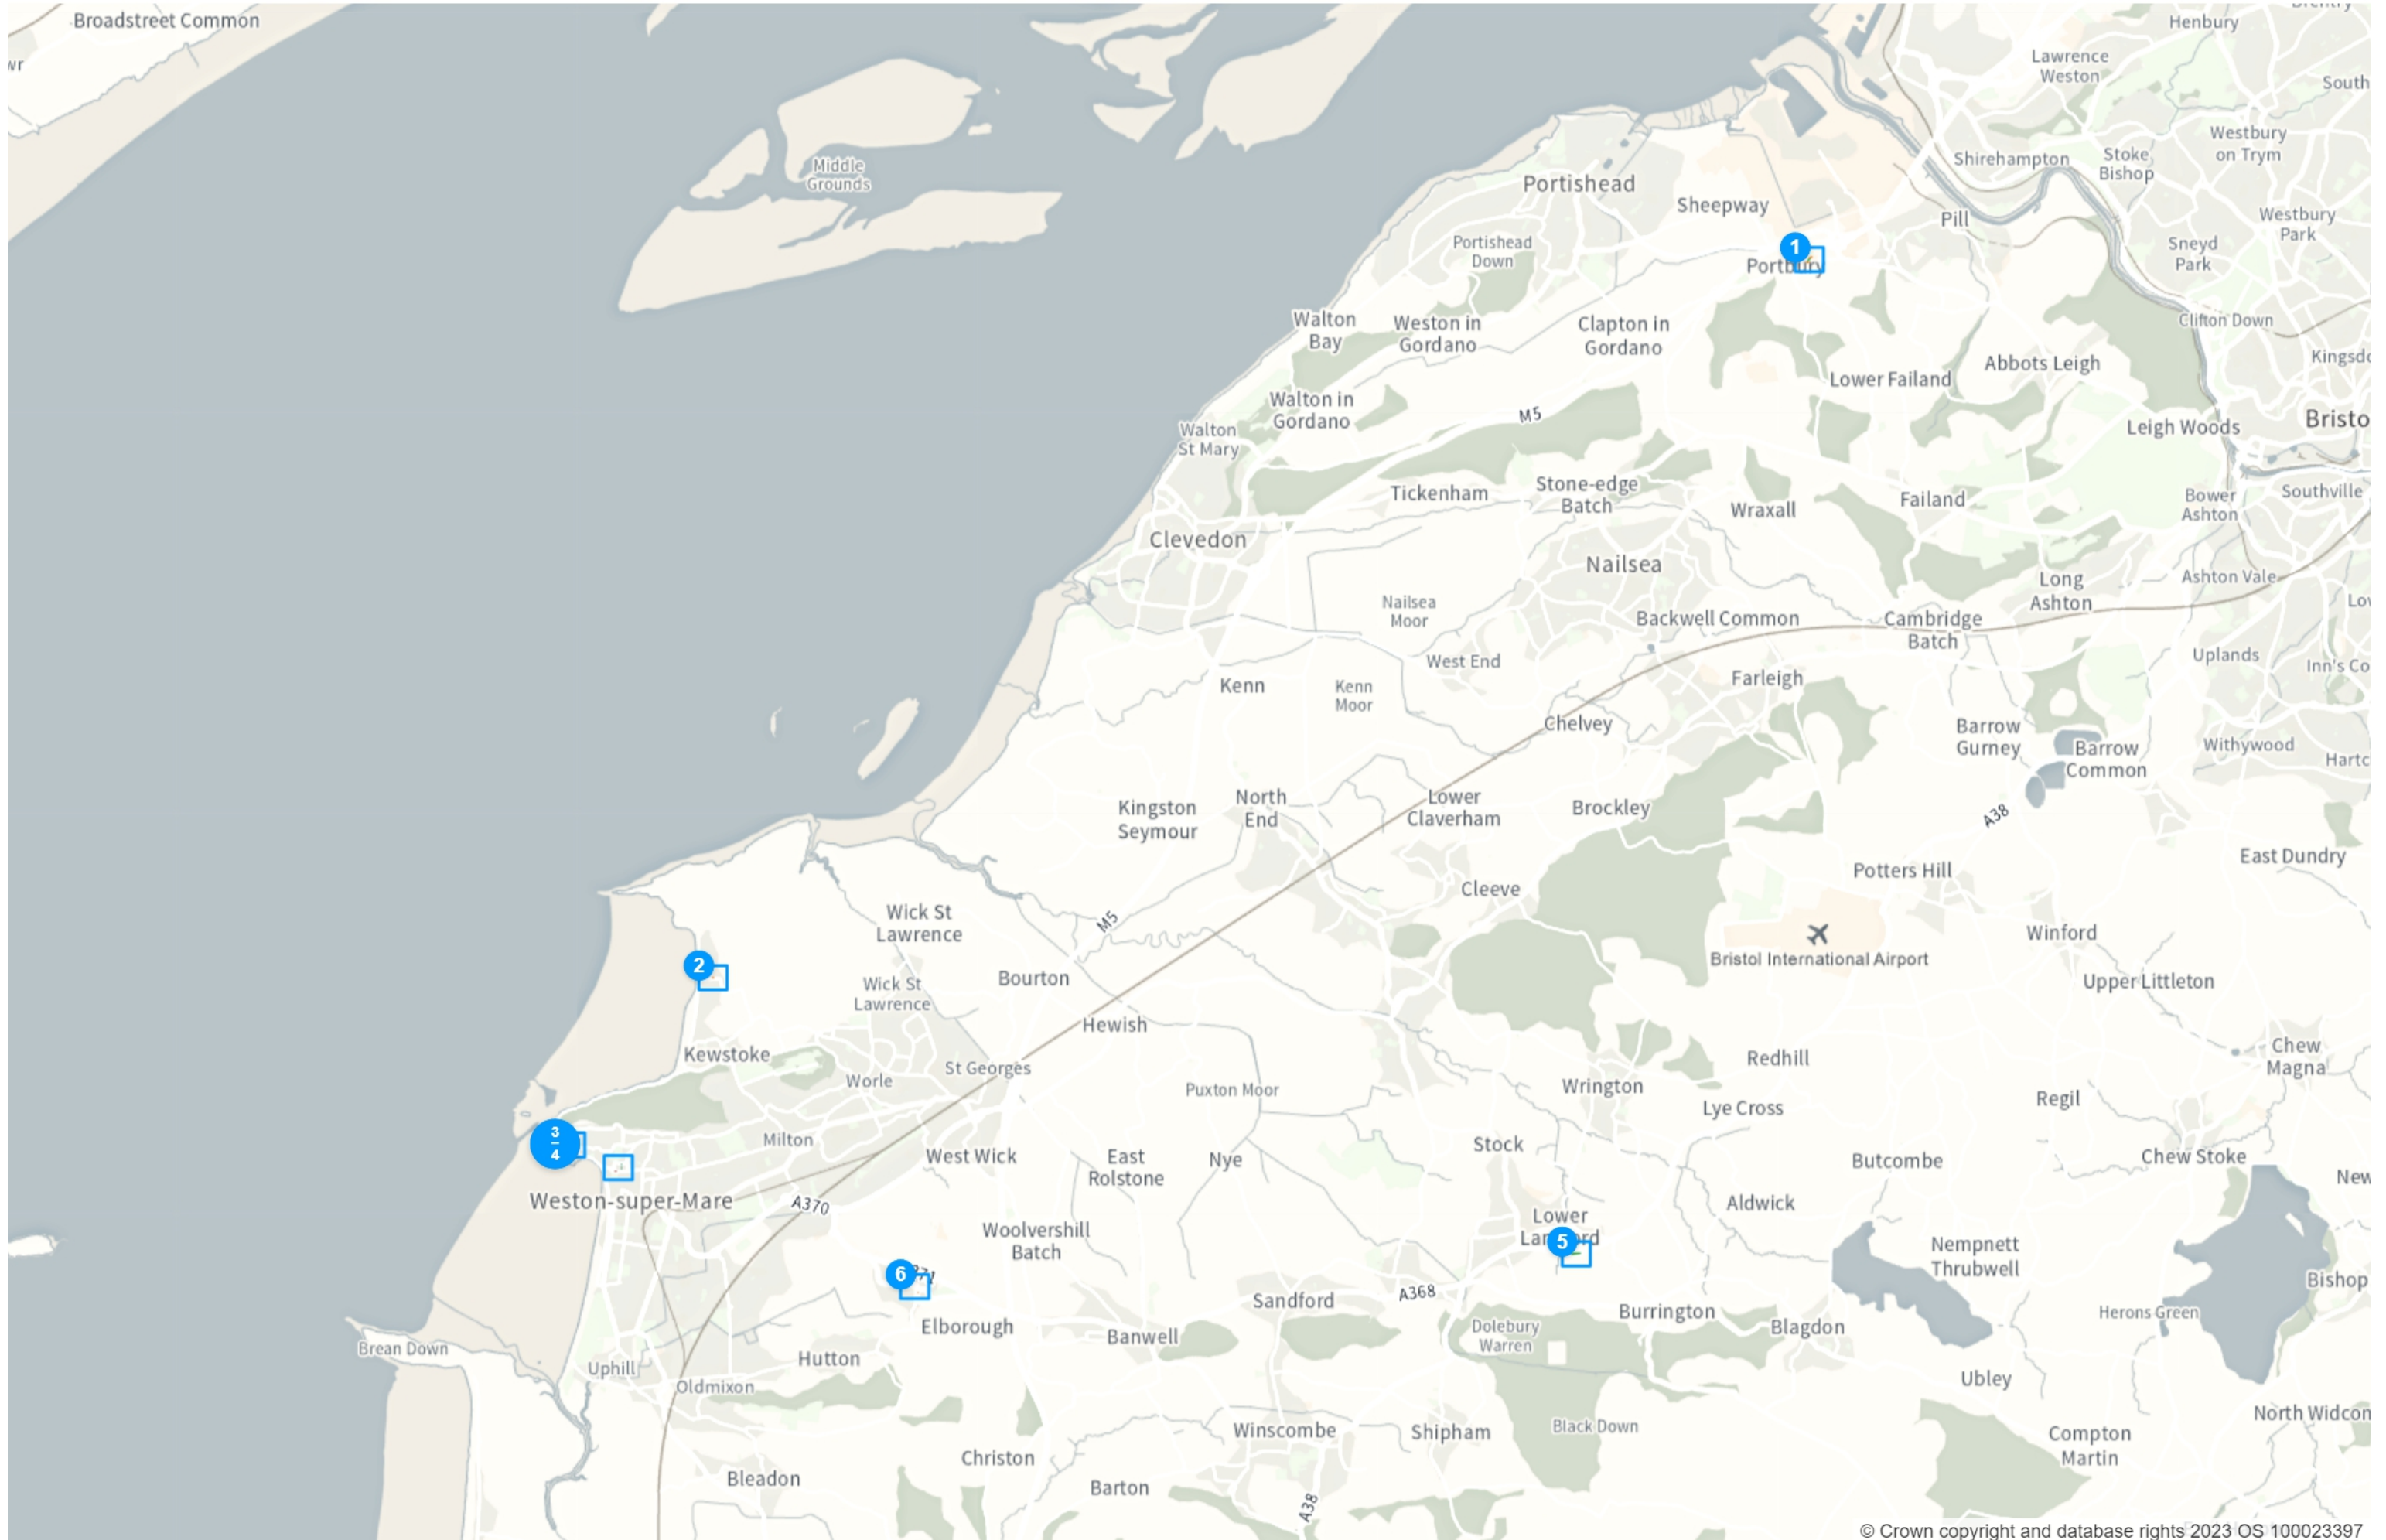 Broadstreet Common
Henbury
Lawrence
Weston
South
Westbury
on Trym
Middle
Grounds
Portishead
Shirehampton
Stoke
Bishop
Sheepway
Pill
Westbury
Park
Portishead
Down
Sneyd
Park
1
Portbury
Walton
Bay
Weston in
Gordano
Clapton in
Gordano
Clifton Down
Abbots Leigh
Lower Failand
Walton in
Gordano
M5
Walton
St Mary
Leigh Woods
Tickenham
Stone-edge
Batch
Wraxall
Failand
Bower
Ashton
Southville
Clevedon
Nailsea
Long
Ashton
Ashton Vale
Nailsea
Moor
Backwell Common
Cambridge
Batch
West End
Uplands
Kenn
Kenn
Moor
Farleigh
Chelvey
Barrow
Gurney
Barrow
Common
Withywood
Kingston
Seymour
North
End
Lower
Claverham
Brockley
A38
East Dundry
Potters Hill
Cleeve
Wick St
Lawrence
M5
Winford
Bristol International Airport
2
Wick St
Lawrence
Bourton
Upper Littleton
Hewish
Kewstoke
St Georges
Worle
Puxton Moor
Wrington
Redhill
Chew
Magna
Lye Cross
Regil
3
–
4
Milton
West Wick
East
Rolstone
Nye
Stock
Butcombe
Chew Stoke
Weston-super-Mare
A370
Aldwick
Woolvershill
Batch
Lower
5
Nempnett
Thrubwell
6
Bishop
Sandford
A368
Burrington
Herons Green
Elborough
Banwell
Dolebury
Warren
Blagdon
Brean Down
Hutton
Uphill
Oldmixon
Ubley
Winscombe
Shipham
Black Down
Compton
Martin
Christon
Bleadon
Barton
A38
© Crown copyright and database rights 2023 OS 100023397